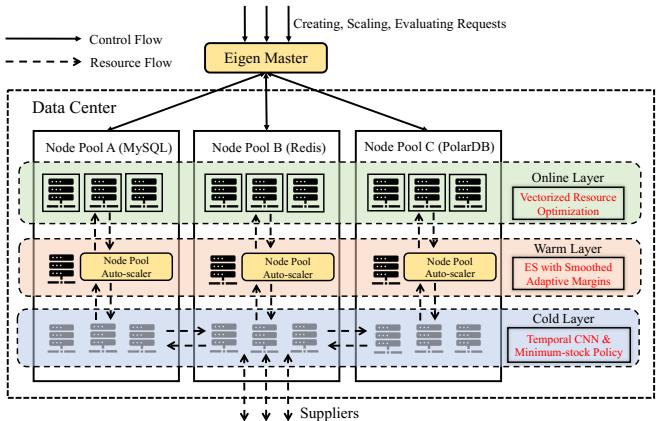 Creating, Scaling, Evaluating Requests
Control Flow
Resource Flow
Eigen Master
Data Center
Node Pool A (MySQL)
Node Pool B (Redis)
Node Pool C (PolarDB)
Online Layer
Vectorized Resource
Optimization
Warm Layer
Node Pool
Auto-scaler
Node Pool
Auto-scaler
Node Pool
Auto-scaler
ES with Smoothed
Adaptive Margins
Cold Layer
Temporal CNN &
Minimum-stock Policy
Suppliers